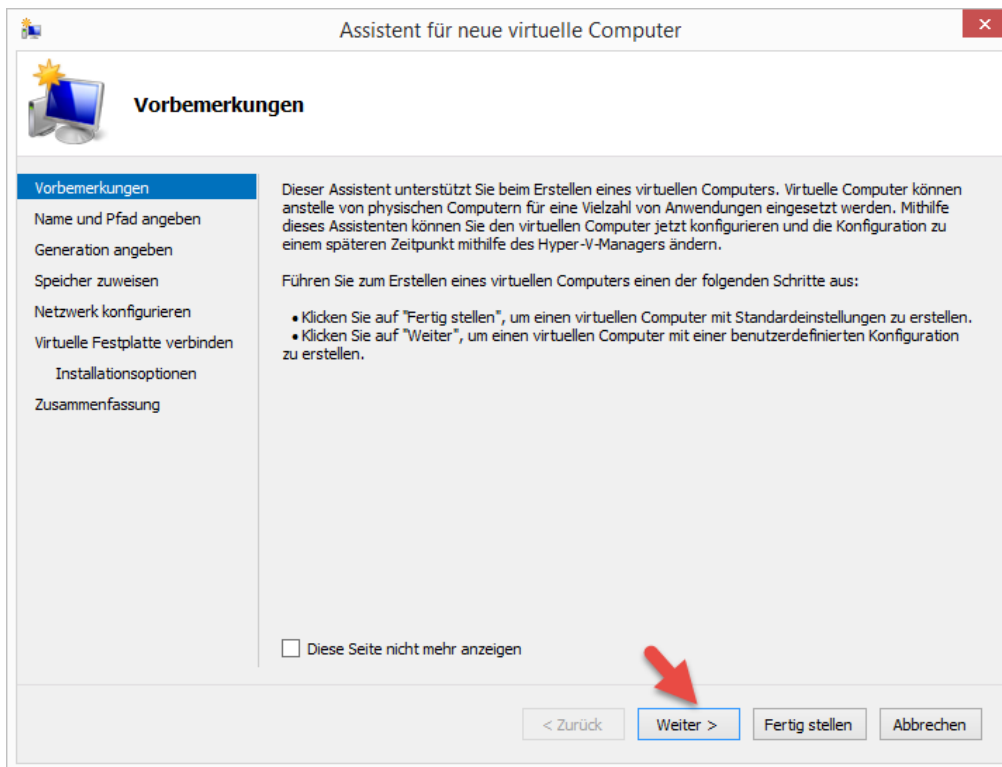 Assistent für neue virtuelle Computer
Vorbemerkungen
Vorbemerkungen
Name und Pfad angeben
Generation angeben
Speicher zuweisen
Netzwerk konfigurieren
Virtuelle Festplatte verbinden
Installationsoptionen
Zusammenfassung
Dieser Assistent unterstützt Sie beim Erstellen eines virtuellen Computers. Virtuelle Computer können
anstelle von physischen Computern für eine Vielzahl von Anwendungen eingesetzt werden. Mithilfe
dieses Assistenten können Sie den virtuellen Computer jetzt konfigurieren und die Konfiguration zu
einem späteren Zeitpunkt mithilfe des Hyper-V-Managers ändern.
Führen Sie zum Erstellen eines virtuellen Computers einen der folgenden Schritte aus:
• Klicken Sie auf "Fertig stellen", um einen virtuellen Computer mit Standardeinstellungen zu erstellen.
• Klicken Sie auf "Weiter", um einen virtuellen Computer mit einer benutzerdefinierten Konfiguration
zu erstellen.
Diese Seite nicht mehr anzeigen
< Zurück
Weiter >
Fertig stellen
Abbrechen